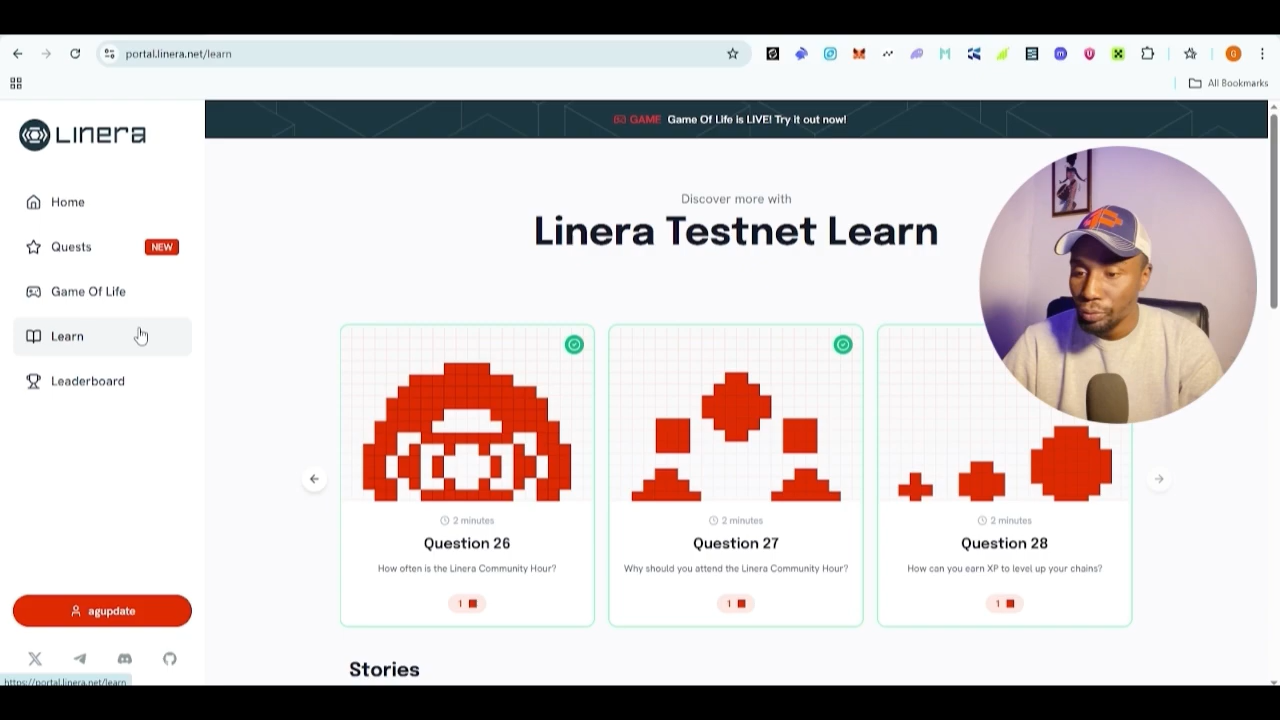 portal.linera.net/learn
All Bookmarks
LINERA
GAME Game Of Life is LIVE! Try it out now!
Home
Quests NEW
Game Of Life
Learn
Leaderboard
agupdate
https://portal.linera.net/learn
Discover more with
Linera Testnet Learn
2 minutes
Question 26
How often is the Linera Community Hour?
1
2 minutes
Question 27
Why should you attend the Linera Community Hour?
1
2 minutes
Question 28
How can you earn XP to level up your chains?
1
Stories